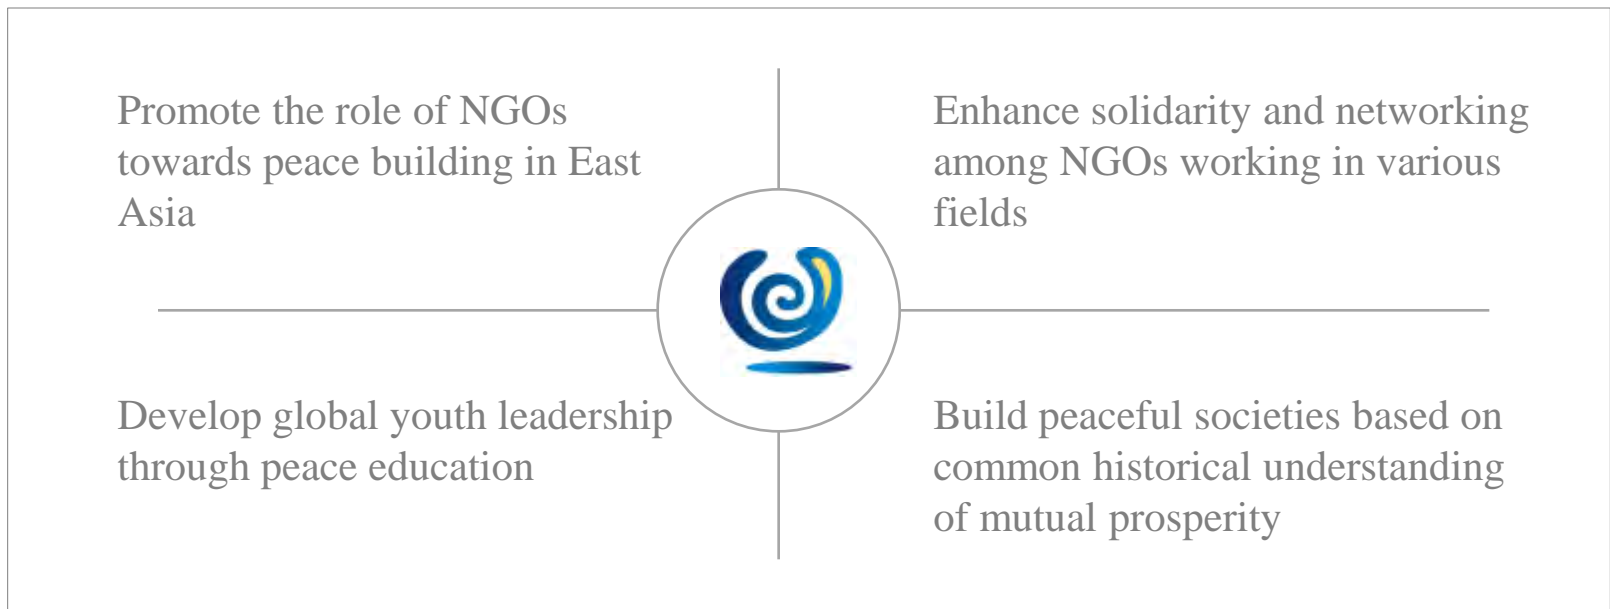 Promote the role of NGOs
towards peace building in East
Asia
Enhance solidarity and networking
among NGOs working in various
fields
Develop global youth leadership
through peace education
Build peaceful societies based on
common historical understanding
of mutual prosperity